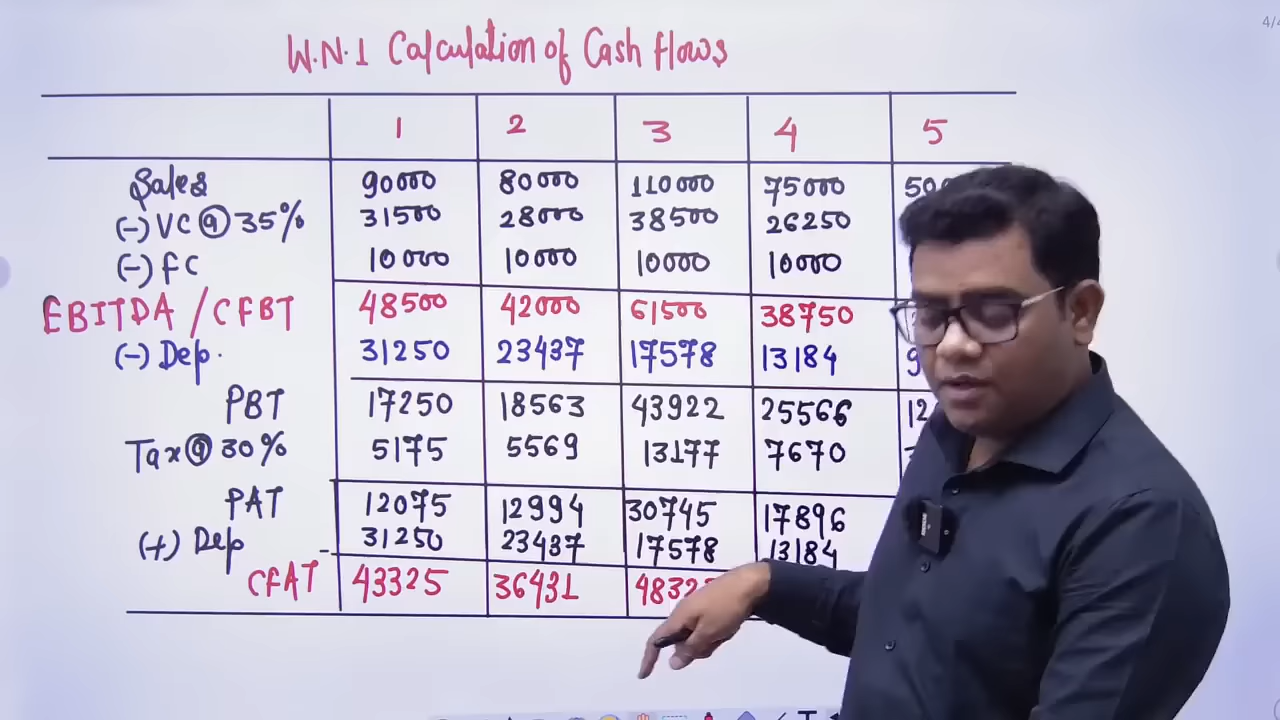 4/4
W.N.1 Calculation of Cash flows
1 2 3 4 5
Sales 90000 80000 110000 75000
(-) VC @ 35% 31500 28000 38500 26250
(-) FC 10000 10000 10000 10000
EBITDA / CFBT 48500 42000 61500 38750
(-) Dep. 31250 23437 17578 13184
PBT 17250 18563 43922 25566
Tax @ 30% 5175 5569 13177 7670
PAT 12075 12994 30745 17896
(+) Dep 31250 23437 17578 13184
CFAT 43325 36431